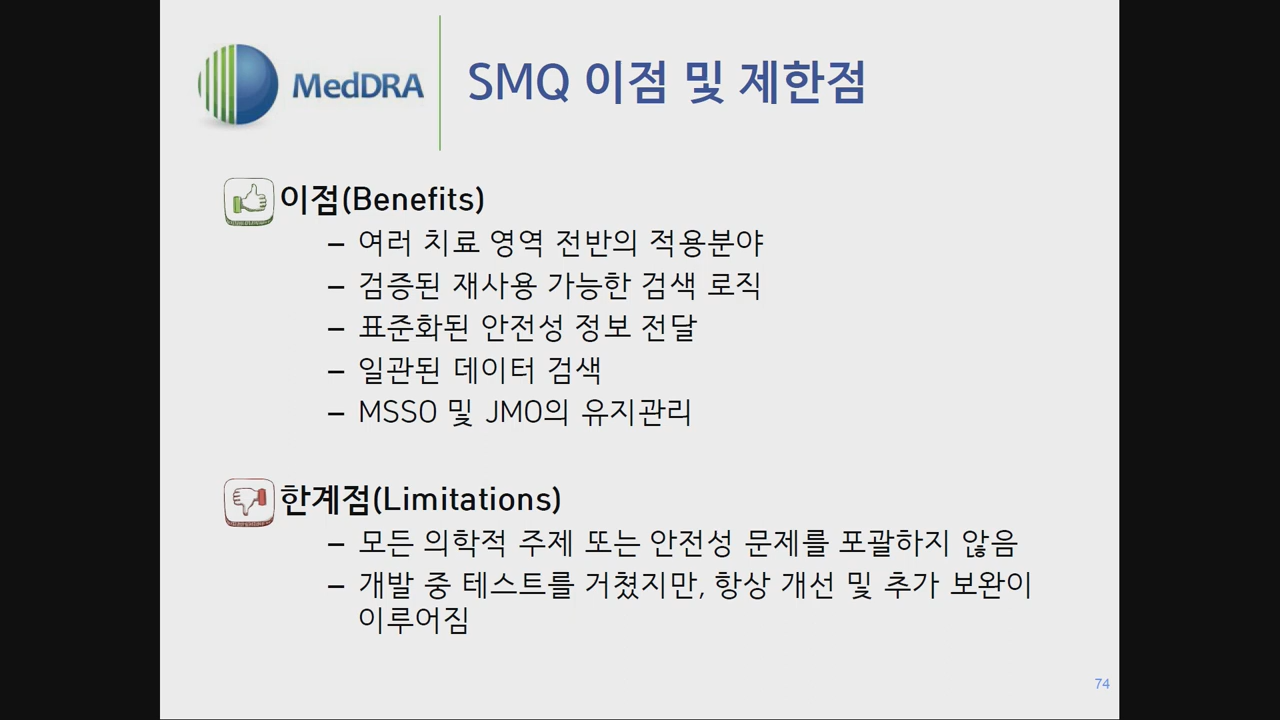 MedDRA
SMQ 이점 및 제한점
이점(Benefits)
– 여러 치료 영역 전반의 적용분야
– 검증된 재사용 가능한 검색 로직
– 표준화된 안전성 정보 전달
– 일관된 데이터 검색
– MSSO 및 JMO의 유지관리
한계점(Limitations)
– 모든 의학적 주제 또는 안전성 문제를 포괄하지 않음
– 개발 중 테스트를 거쳤지만, 항상 개선 및 추가 보완이
이루어짐
74